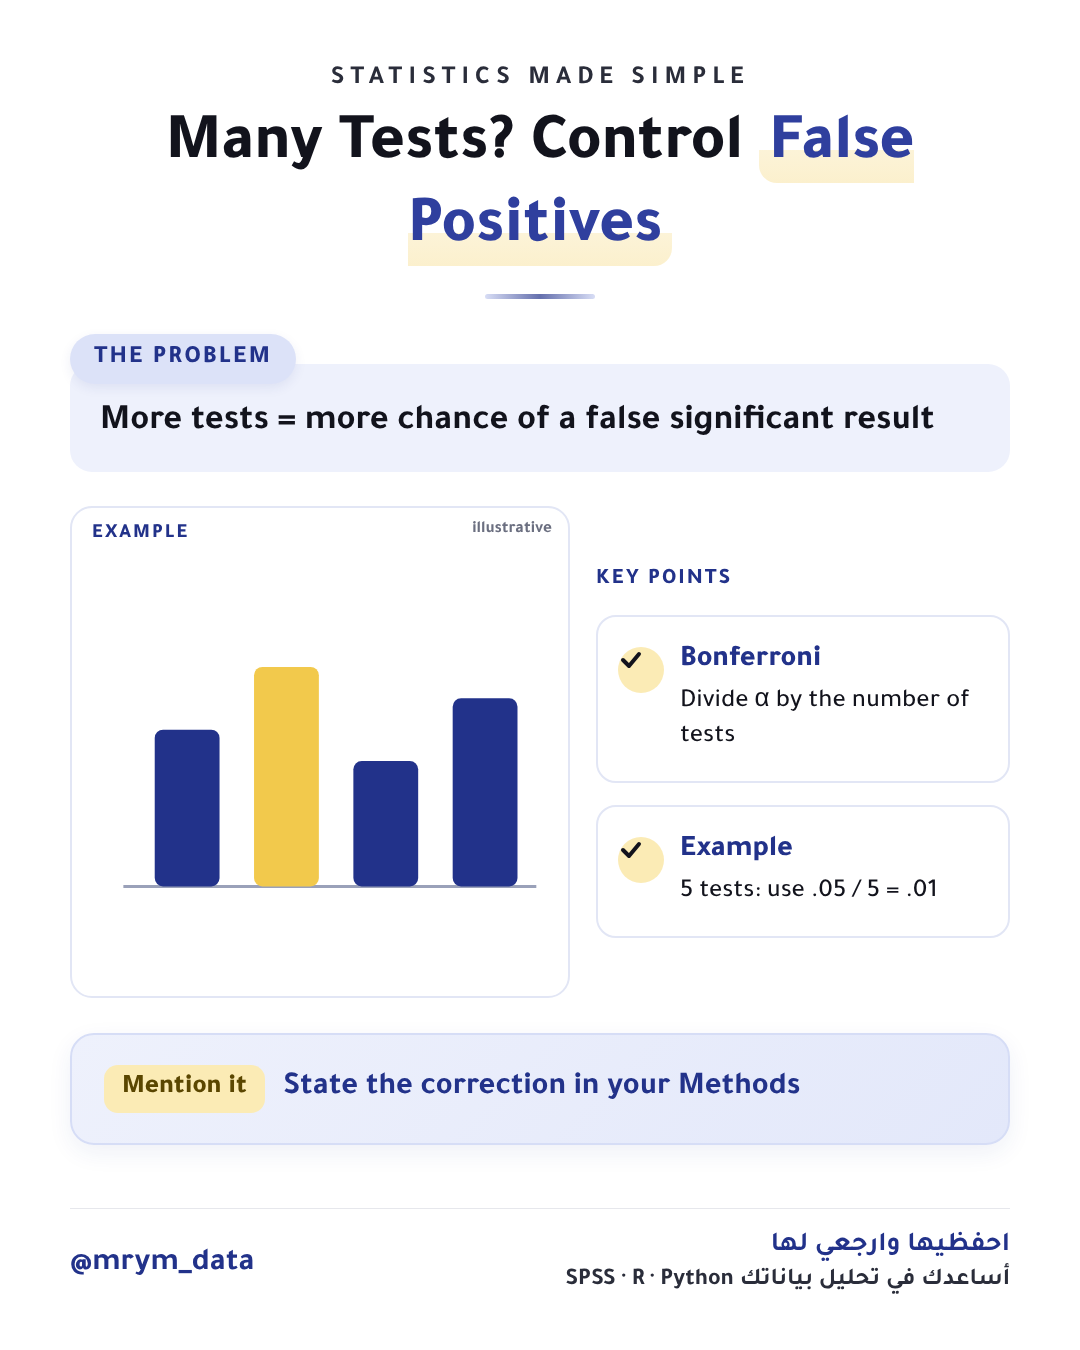 STATISTICS MADE SIMPLE
Many Tests? Control False
Positives
THE PROBLEM
More tests = more chance of a false significant result
EXAMPLE
illustrative
KEY POINTS
Bonferroni
Divide α by the number of
tests
Example
5 tests: use .05 / 5 = .01
Mention it
State the correction in your Methods
@mrym_data
احفظيها وارجعي لها
أساعدك في تحليل بياناتك SPSS · R · Python